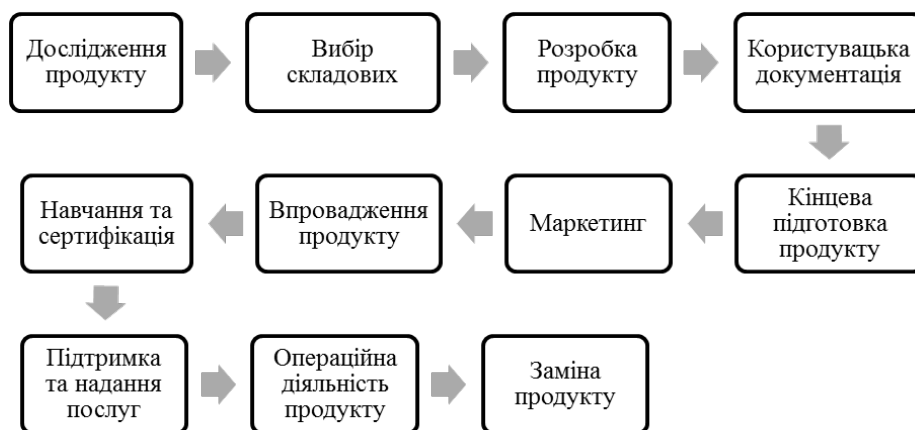 Дослідження
продукту
Вибір
складових
Розробка
продукту
Користувацька
документація
Кінцева
підготовка
продукту
Маркетинг
Впровадження
продукту
Навчання та
сертифікація
Підтримка
та надання
послуг
Операційна
діяльність
продукту
Заміна
продукту